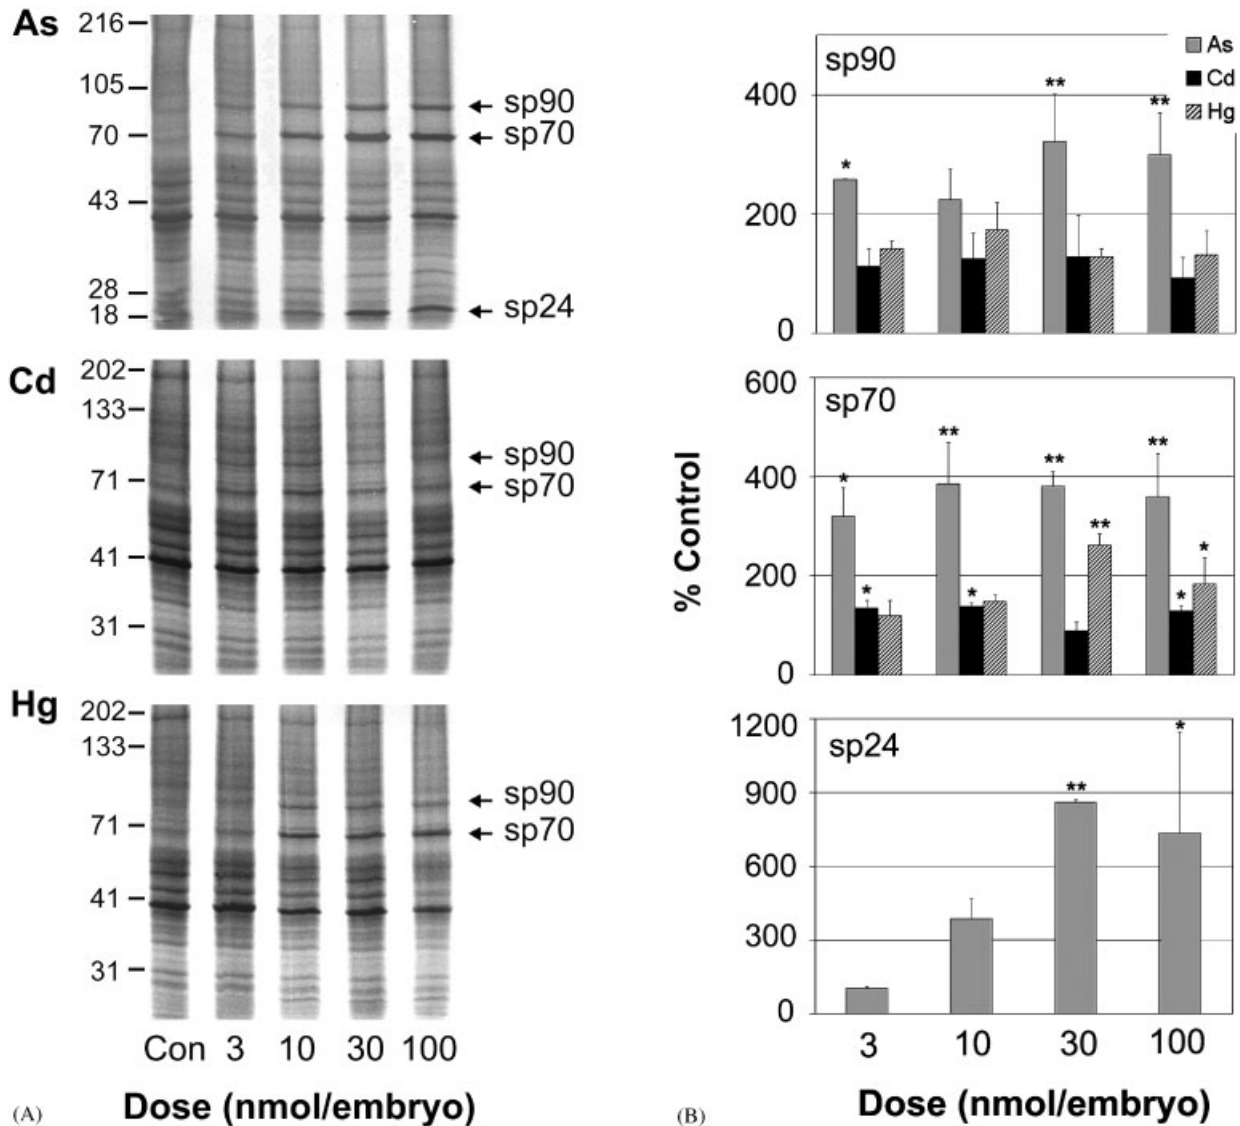 As
216
105
70
43
28
18
sp90
sp70
sp24
Cd
202
133
71
41
31
sp90
sp70
Hg
202
133
71
41
31
sp90
sp70
Con 3 10 30 100
Dose (nmol/embryo)
(A)
sp90
As
Cd
Hg
400
200
0
*
**
**
sp70
600
400
200
0
*
**
**
**
*
*
**
*
*
% Control
sp24
1200
900
600
300
0
**
*
3 10 30 100
Dose (nmol/embryo)
(B)